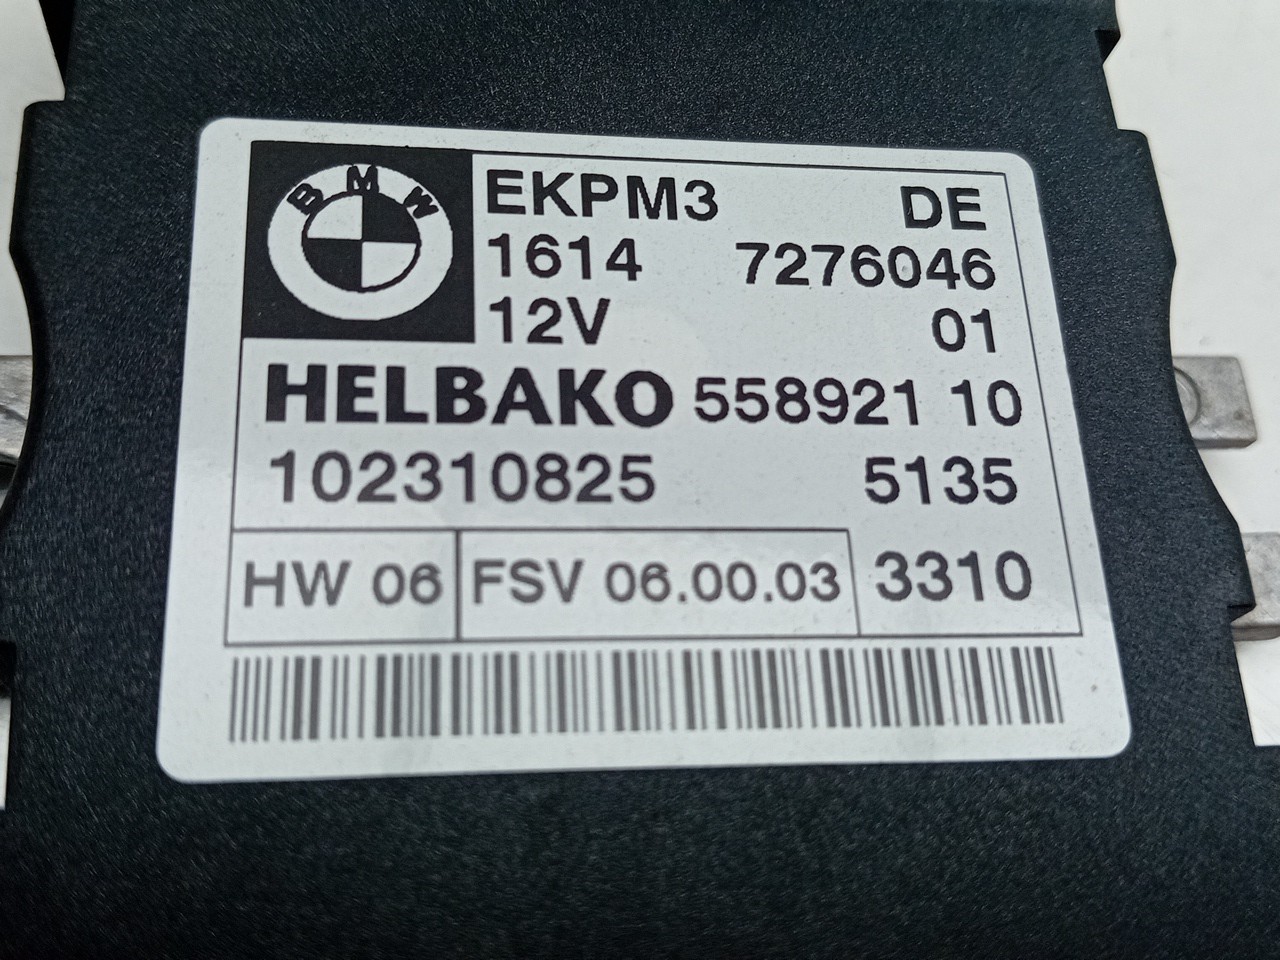 BMW
EKPM3 DE
1614 7276046
12V 01
HELBAKO 558921 10
102310825 5135
HW 06 FSV 06.00.03 3310